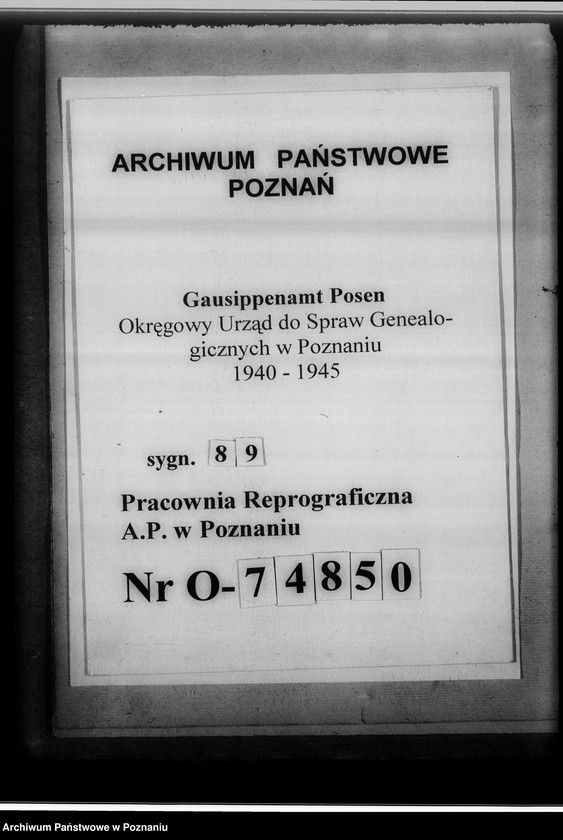 ARCHIWUM PAŃSTWOWE
POZNAŃ
Gausippenamt Posen
Okręgowy Urząd do Spraw Genealo-
gicznych w Poznaniu
1940 - 1945
sygn. 89
Pracownia Reprograficzna
A.P. w Poznaniu
Nr O-74850
Archiwum Państwowe w Poznaniu